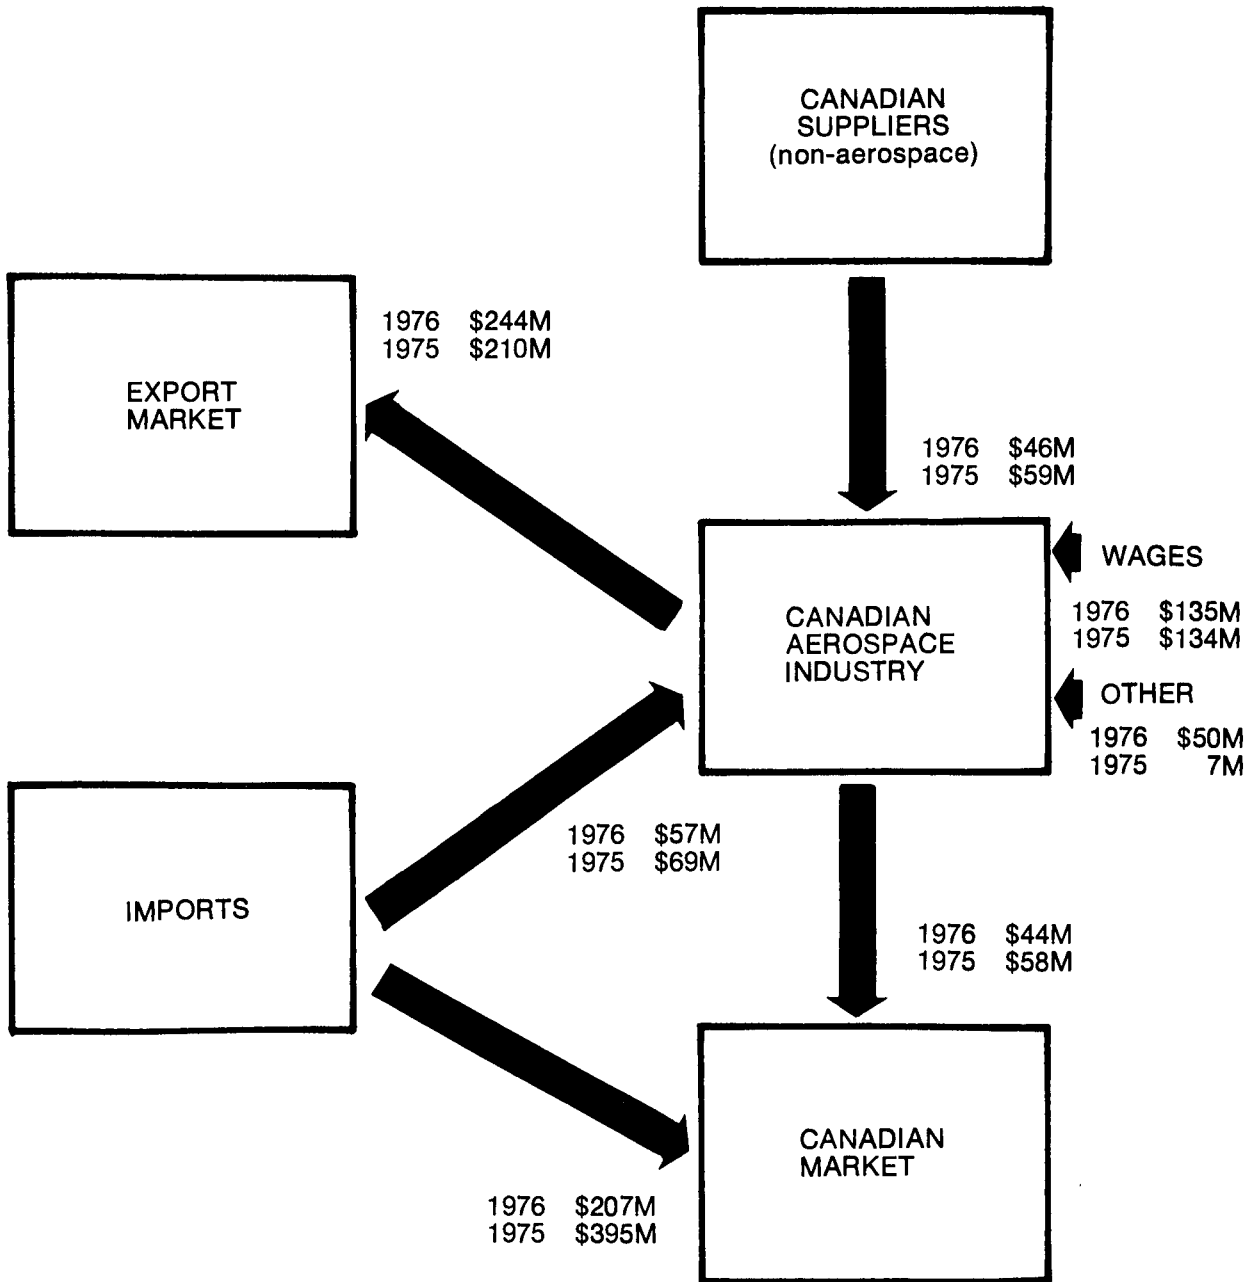 CANADIAN
SUPPLIERS
(non-aerospace)
1976 $244M
1975 $210M
EXPORT
MARKET
1976 $46M
1975 $59M
WAGES
1976 $135M
1975 $134M
CANADIAN
AEROSPACE
INDUSTRY
OTHER
1976 $50M
1975 7M
1976 $57M
1975 $69M
IMPORTS
1976 $44M
1975 $58M
CANADIAN
MARKET
1976 $207M
1975 $395M